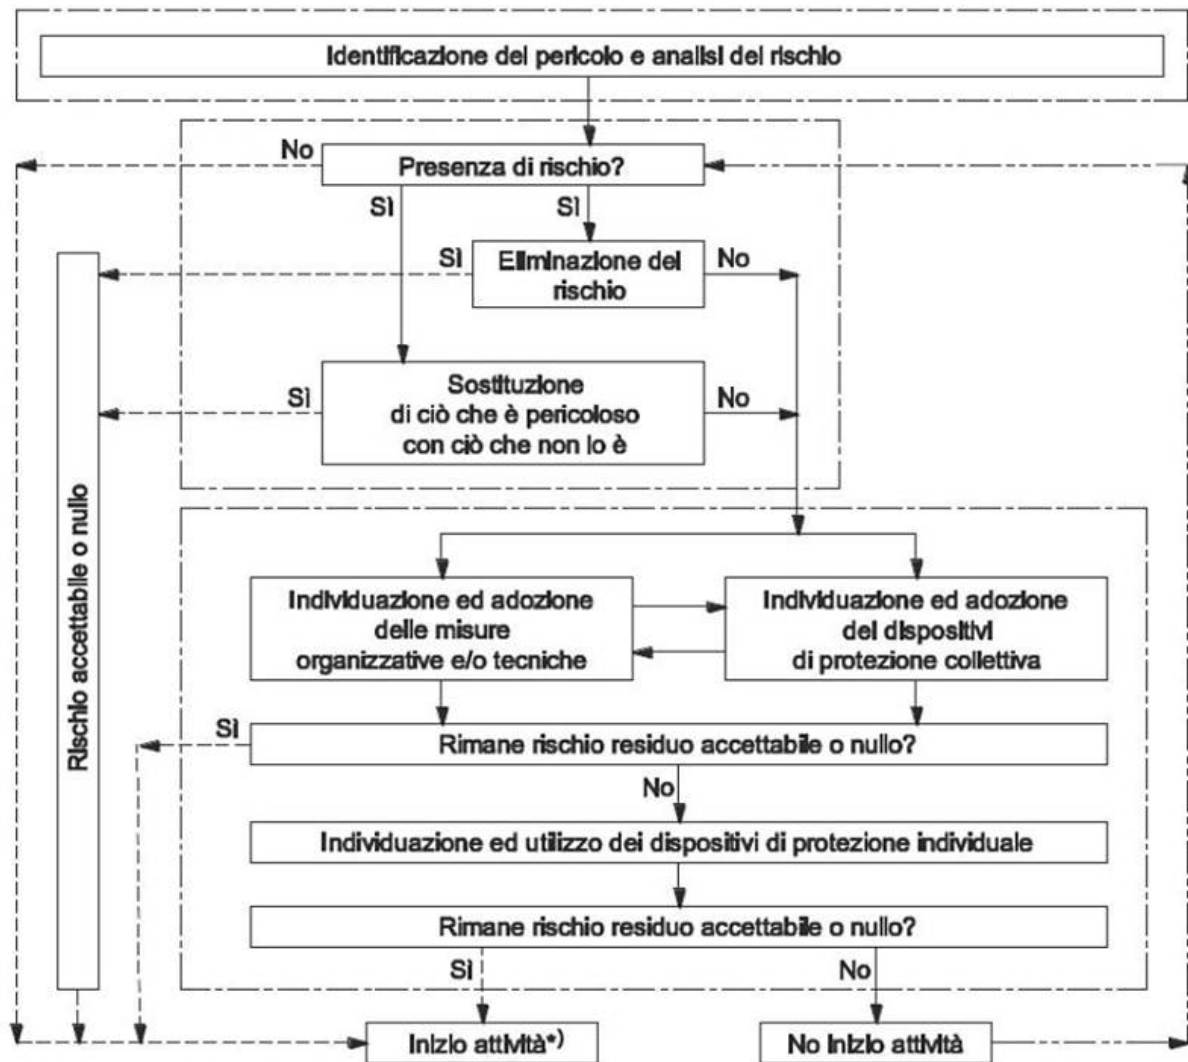 Identificazione del pericolo e analisi del rischio
No
Presenza di rischio?
Sì
Sì
Sì
Eliminazione del
rischio
No
Sì
Sostituzione
di ciò che è pericoloso
con ciò che non lo è
No
Rischio accettabile o nullo
Individuazione ed adozione
delle misure
organizzative e/o tecniche
Individuazione ed adozione
dei dispositivi
di protezione collettiva
Sì
Rimane rischio residuo accettabile o nullo?
No
Individuazione ed utilizzo dei dispositivi di protezione individuale
Rimane rischio residuo accettabile o nullo?
Sì
No
Inizio attività*)
No inizio attività